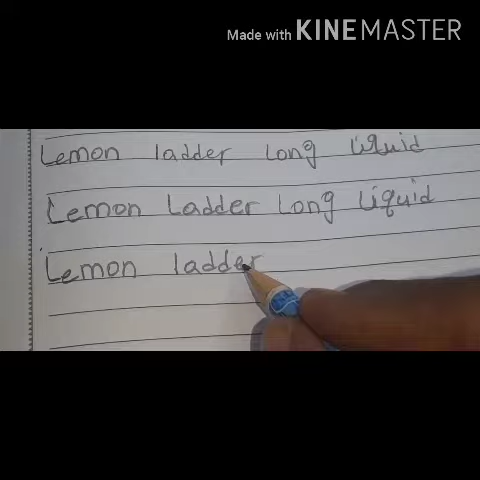 Made with KINEMASTER
Lemon ladder Long liquid
Lemon Ladder Long Liquid
Lemon ladder